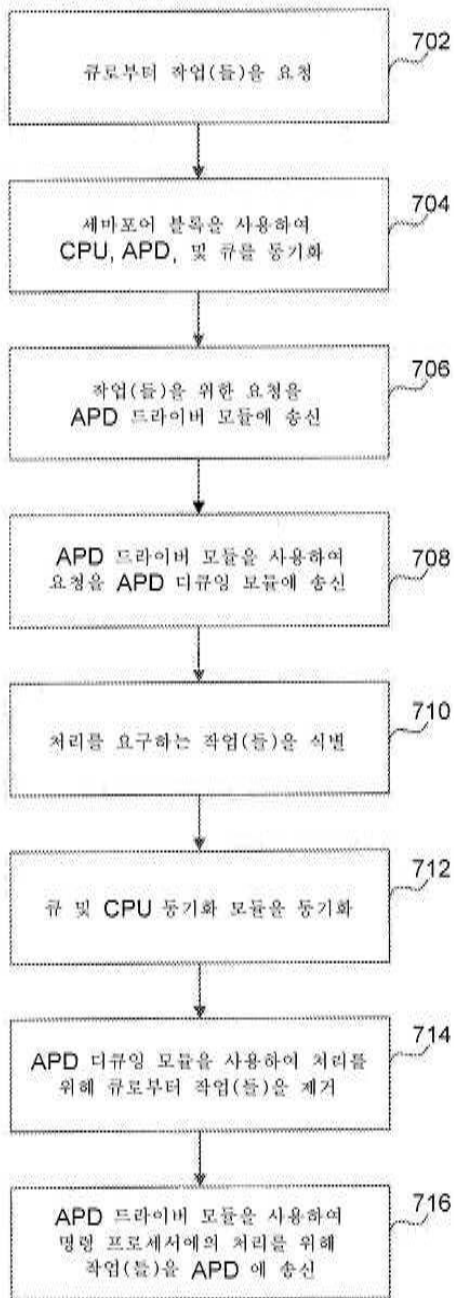 702
큐로부터 작업(들)을 요청
704
세마포어 블록을 사용하여
CPU, APD, 및 큐를 동기화
706
작업(들)을 위한 요청을
APD 드라이버 모듈에 송신
708
APD 드라이버 모듈을 사용하여
요청을 APD 디큐잉 모듈에 송신
710
처리를 요구하는 작업(들)을 식별
712
큐 및 CPU 동기화 모듈을 동기화
714
APD 디큐잉 모듈을 사용하여 처리를
위해 큐로부터 작업(들)을 제거
716
APD 드라이버 모듈을 사용하여
명령 프로세서에의 처리를 위해
작업(들)을 APD 에 송신